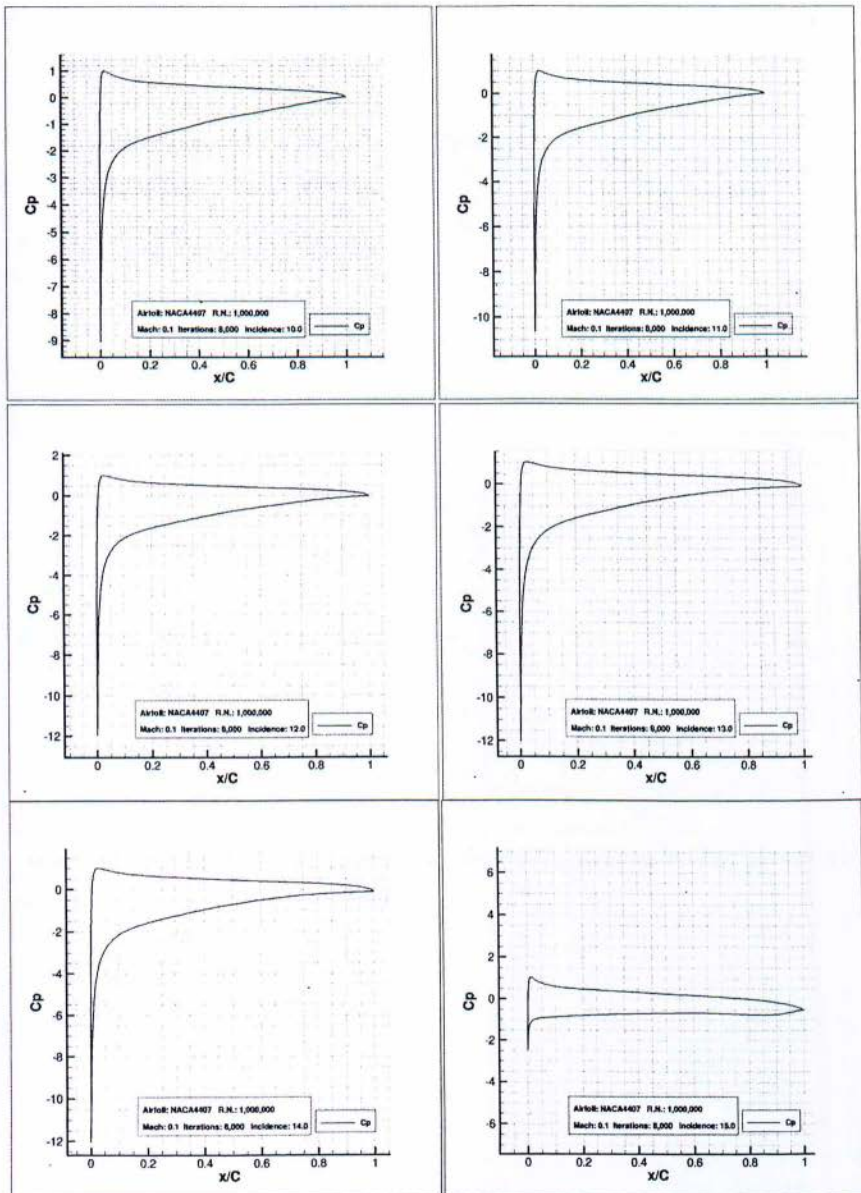 1
0
-1
-2
-3
-4
-5
-6
-7
-8
-9
Cp
Airfoil: NACA4407 R.N.: 1,000,000
Mach: 0.1 Iterations: 8,000 Incidence: 10.0
Cp
0 0.2 0.4 0.6 0.8 1
x/C
0
-2
-4
-6
-8
-10
Cp
Airfoil: NACA4407 R.N.: 1,000,000
Mach: 0.1 Iterations: 8,000 Incidence: 11.0
Cp
0 0.2 0.4 0.6 0.8 1
x/C
2
0
-2
-4
-6
-8
-10
-12
Cp
Airfoil: NACA4407 R.N.: 1,000,000
Mach: 0.1 Iterations: 8,000 Incidence: 12.0
Cp
0 0.2 0.4 0.6 0.8 1
x/C
0
-2
-4
-6
-8
-10
-12
Cp
Airfoil: NACA4407 R.N.: 1,000,000
Mach: 0.1 Iterations: 8,000 Incidence: 13.0
Cp
0 0.2 0.4 0.6 0.8 1
x/C
0
-2
-4
-6
-8
-10
-12
Cp
Airfoil: NACA4407 R.N.: 1,000,000
Mach: 0.1 Iterations: 8,000 Incidence: 14.0
Cp
0 0.2 0.4 0.6 0.8 1
x/C
6
4
2
0
-2
-4
-6
Cp
Airfoil: NACA4407 R.N.: 1,000,000
Mach: 0.1 Iterations: 8,000 Incidence: 15.0
Cp
0 0.2 0.4 0.6 0.8 1
x/C